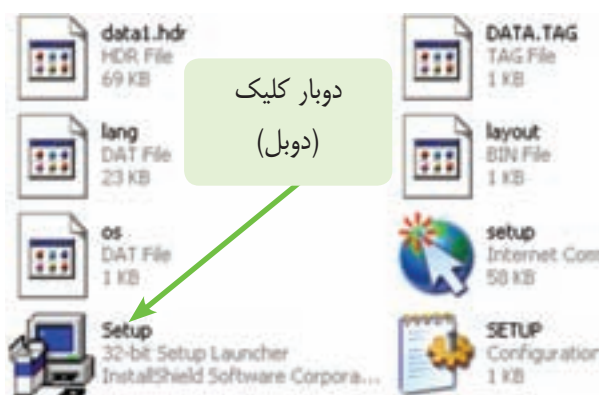 data1.hdr
HDR File
69 KB
DATA.TAG
TAG File
1 KB
دوبار کلیک
(دوبل)
lang
DAT File
23 KB
layout
BIN File
1 KB
os
DAT File
1 KB
setup
Internet Com
58 KB
Setup
32-bit Setup Launcher
InstallShield Software Corpora...
SETUP
Configuration
1 KB